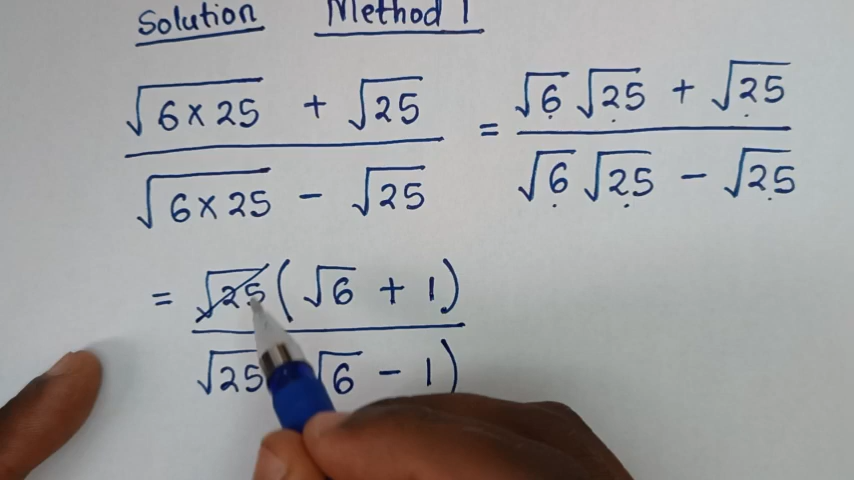 Solution Method 1
√6×25 + √25 / √6×25 - √25 = √6 √25 + √25 / √6 √25 - √25
= √25 (√6 + 1) / √25 √6 - 1)